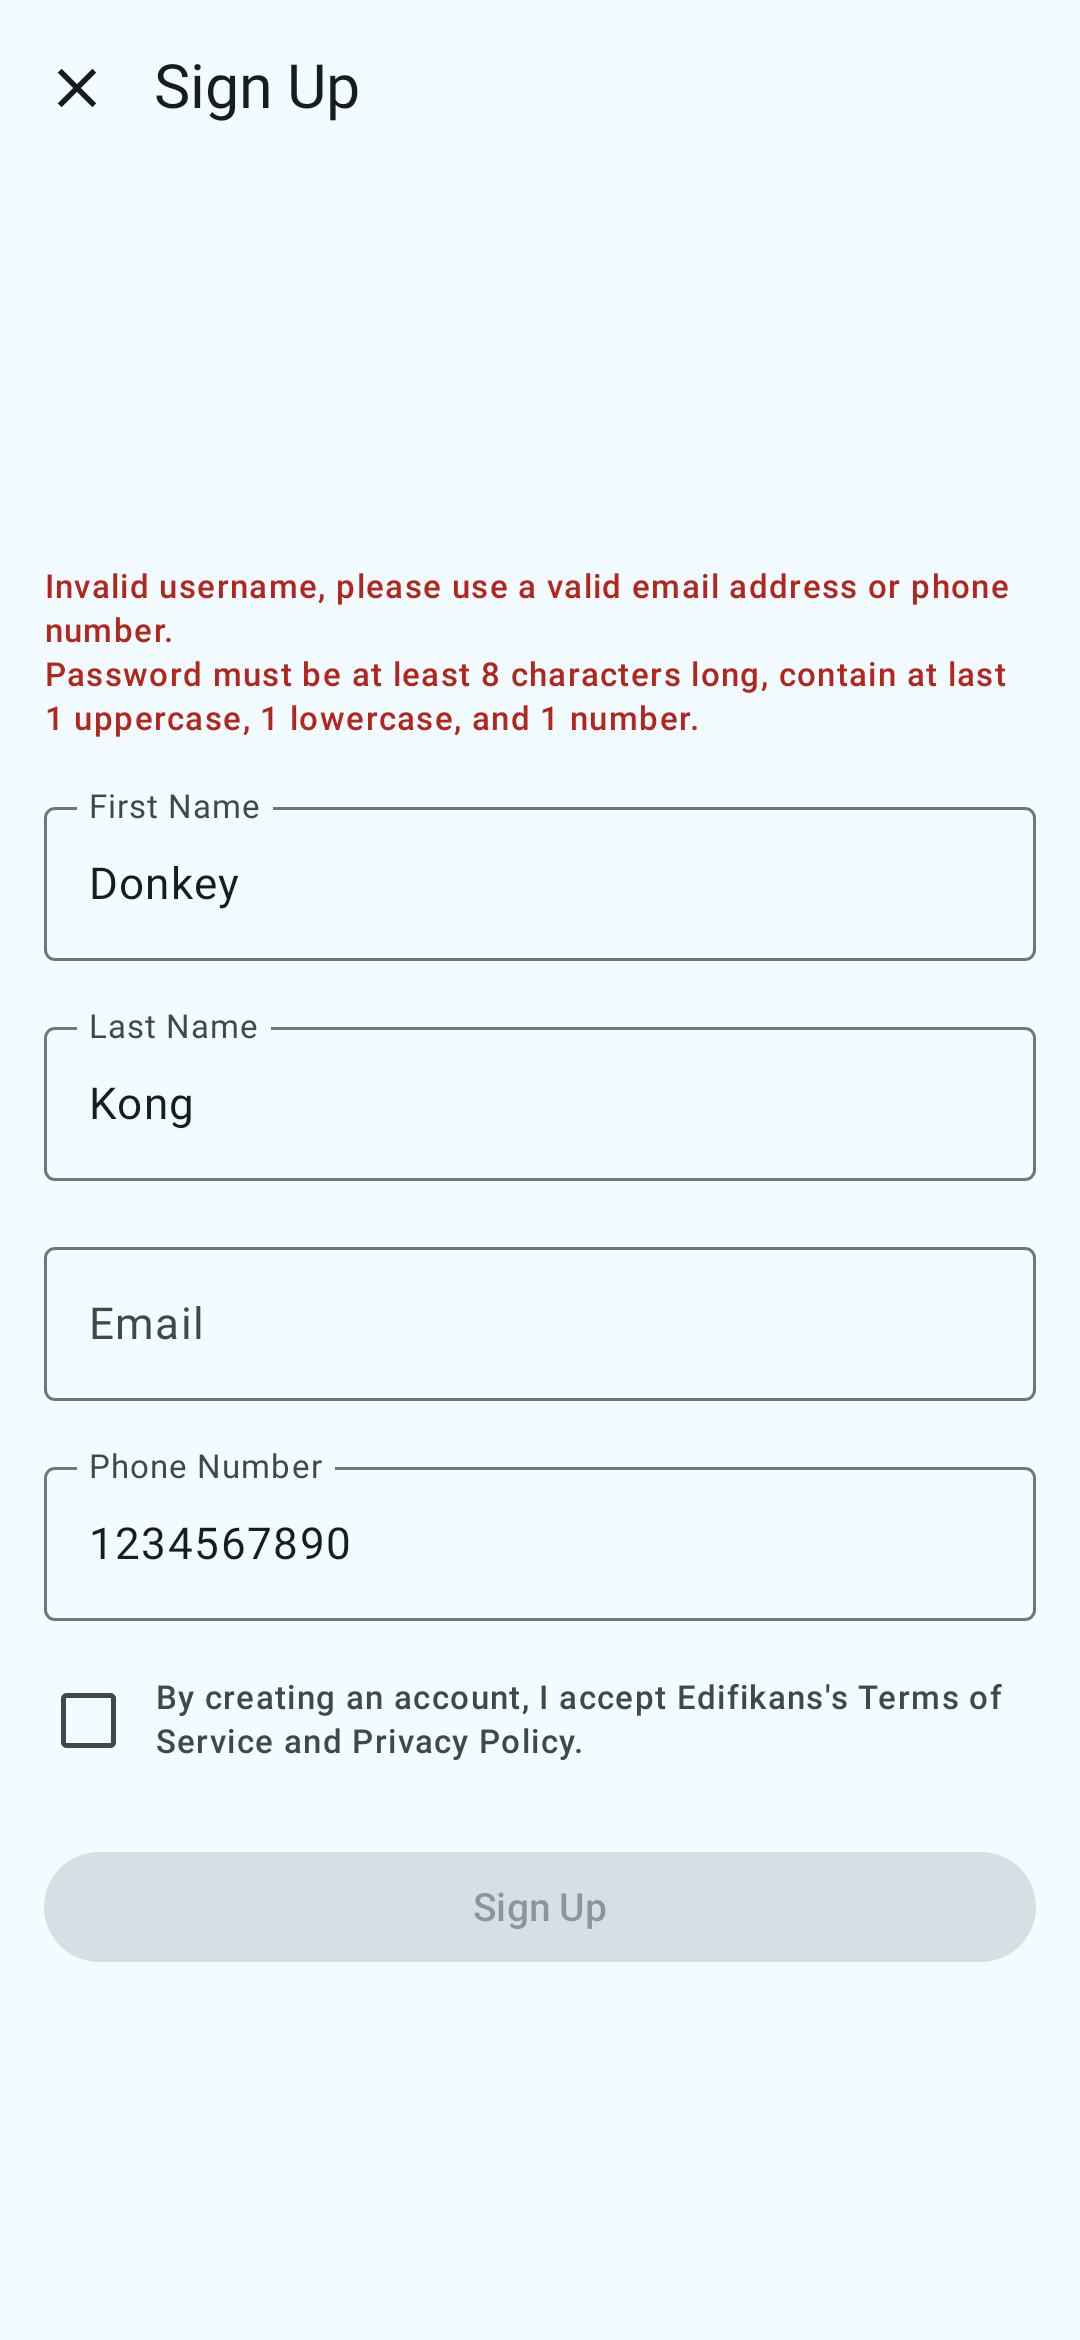 Sign Up
Invalid username, please use a valid email address or phone
number.
Password must be at least 8 characters long, contain at last
1 uppercase, 1 lowercase, and 1 number.
First Name
Donkey
Last Name
Kong
Email
Phone Number
1234567890
By creating an account, I accept Edifikans's Terms of
Service and Privacy Policy.
Sign Up